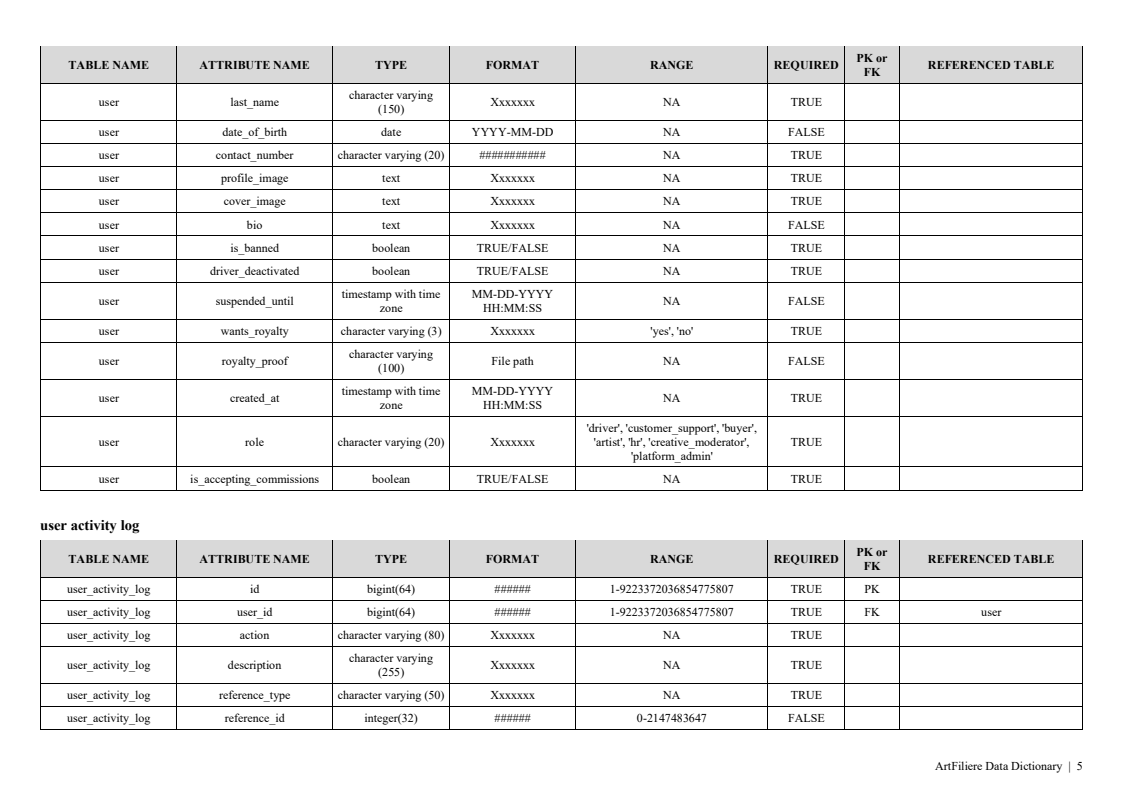 TABLE NAME ATTRIBUTE NAME TYPE FORMAT RANGE REQUIRED PK or FK REFERENCED TABLE
user last_name character varying (150) Xxxxxxx NA TRUE
user date_of_birth date YYYY-MM-DD NA FALSE
user contact_number character varying (20) ########### NA TRUE
user profile_image text Xxxxxxx NA TRUE
user cover_image text Xxxxxxx NA TRUE
user bio text Xxxxxxx NA FALSE
user is_banned boolean TRUE/FALSE NA TRUE
user driver_deactivated boolean TRUE/FALSE NA TRUE
user suspended_until timestamp with time zone MM-DD-YYYY HH:MM:SS NA FALSE
user wants_royalty character varying (3) Xxxxxxx 'yes', 'no' TRUE
user royalty_proof character varying (100) File path NA FALSE
user created_at timestamp with time zone MM-DD-YYYY HH:MM:SS NA TRUE
user role character varying (20) Xxxxxxx 'driver', 'customer_support', 'buyer', 'artist', 'hr', 'creative_moderator', 'platform_admin' TRUE
user is_accepting_commissions boolean TRUE/FALSE NA TRUE
user activity log
TABLE NAME ATTRIBUTE NAME TYPE FORMAT RANGE REQUIRED PK or FK REFERENCED TABLE
user_activity_log id bigint(64) ###### 1-9223372036854775807 TRUE PK
user_activity_log user_id bigint(64) ###### 1-9223372036854775807 TRUE FK user
user_activity_log action character varying (80) Xxxxxxx NA TRUE
user_activity_log description character varying (255) Xxxxxxx NA TRUE
user_activity_log reference_type character varying (50) Xxxxxxx NA TRUE
user_activity_log reference_id integer(32) ###### 0-2147483647 FALSE
ArtFiliere Data Dictionary | 5